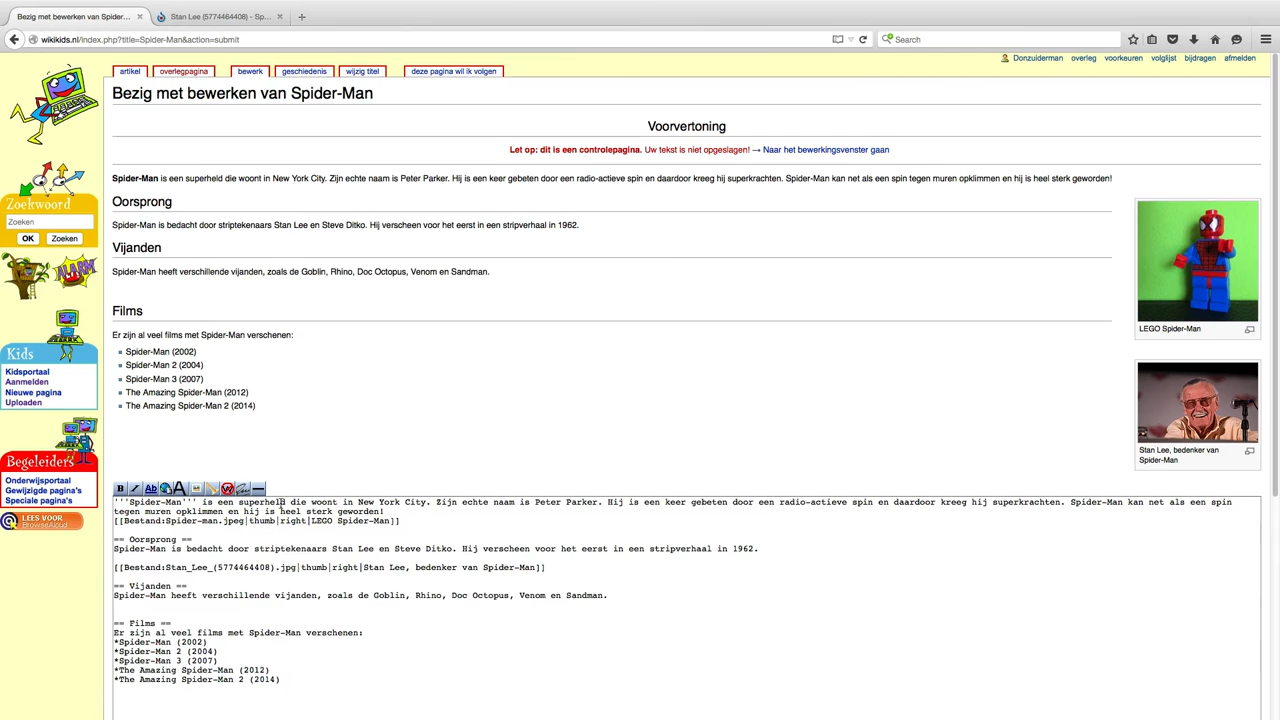 Bezig met bewerken van Spider...
Stan Lee (5774464408) - Sp...
wikikids.nl/index.php?title=Spider-Man&action=submit
Search
Donzuiderman overleg voorkeuren volglijst bijdragen afmelden
artikel overlegpagina bewerk geschiedenis wijzig titel deze pagina wil ik volgen
Bezig met bewerken van Spider-Man
Voorvertoning
Let op: dit is een controlepagina. Uw tekst is niet opgeslagen! → Naar het bewerkingsvenster gaan
Spider-Man is een superheld die woont in New York City. Zijn echte naam is Peter Parker. Hij is een keer gebeten door een radio-actieve spin en daardoor kreeg hij superkrachten. Spider-Man kan net als een spin tegen muren opklimmen en hij is heel sterk geworden!
Oorsprong
Spider-Man is bedacht door striptekenaars Stan Lee en Steve Ditko. Hij verscheen voor het eerst in een stripverhaal in 1962.
Vijanden
Spider-Man heeft verschillende vijanden, zoals de Goblin, Rhino, Doc Octopus, Venom en Sandman.
Films
Er zijn al veel films met Spider-Man verschenen:
Spider-Man (2002)
Spider-Man 2 (2004)
Spider-Man 3 (2007)
The Amazing Spider-Man (2012)
The Amazing Spider-Man 2 (2014)
LEGO Spider-Man
Stan Lee, bedenker van
Spider-Man
Zoekwoord
Zoeken
OK Zoeken
ALARM
Kids
Kidsportaal
Aanmelden
Nieuwe pagina
Uploaden
Begeleiders
Onderwijsportaal
Gewijzigde pagina's
Speciale pagina's
LEES VOOR
BrowseAloud
B I Ab A
'''Spider-Man''' is een superheld die woont in New York City. Zijn echte naam is Peter Parker. Hij is een keer gebeten door een radio-actieve spin en daardoor kreeg hij superkrachten. Spider-Man kan net als een spin
tegen muren opklimmen en hij is heel sterk geworden!
[[Bestand:Spider-man.jpeg|thumb|right|LEGO Spider-Man]]
== Oorsprong ==
Spider-Man is bedacht door striptekenaars Stan Lee en Steve Ditko. Hij verscheen voor het eerst in een stripverhaal in 1962.
[[Bestand:Stan_Lee_(5774464408).jpg|thumb|right|Stan Lee, bedenker van Spider-Man]]
== Vijanden ==
Spider-Man heeft verschillende vijanden, zoals de Goblin, Rhino, Doc Octopus, Venom en Sandman.
== Films ==
Er zijn al veel films met Spider-Man verschenen:
*Spider-Man (2002)
*Spider-Man 2 (2004)
*Spider-Man 3 (2007)
*The Amazing Spider-Man (2012)
*The Amazing Spider-Man 2 (2014)